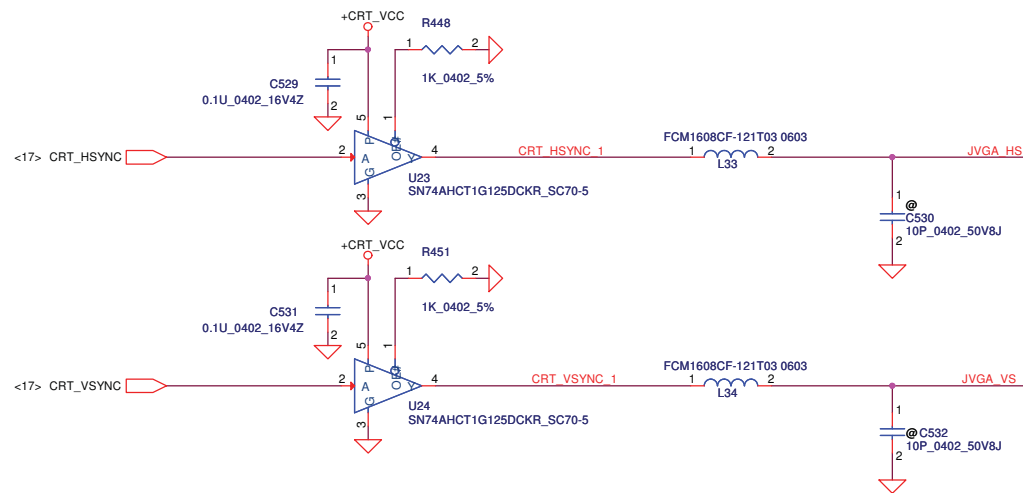 +CRT_VCC
R448
1
2
1K_0402_5%
1
C529
0.1U_0402_16V4Z
2
5
1
P
OE#
<17> CRT_HSYNC
2
A
Y
4
G
3
U23
SN74AHCT1G125DCKR_SC70-5
CRT_HSYNC_1
FCM1608CF-121T03 0603
1
2
L33
JVGA_HS
1
@
C530
10P_0402_50V8J
2
+CRT_VCC
R451
1
2
1K_0402_5%
1
C531
0.1U_0402_16V4Z
2
5
1
P
OE#
<17> CRT_VSYNC
2
A
Y
4
G
3
U24
SN74AHCT1G125DCKR_SC70-5
CRT_VSYNC_1
FCM1608CF-121T03 0603
1
2
L34
JVGA_VS
1
@ C532
10P_0402_50V8J
2